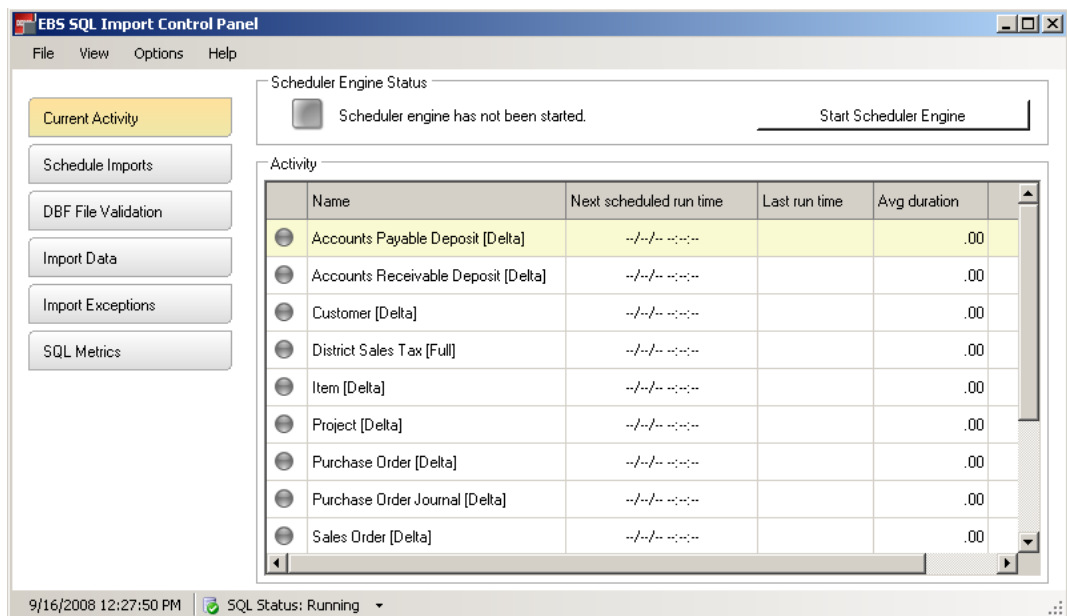 EBS SQL Import Control Panel
File View Options Help
Current Activity
Schedule Imports
DBF File Validation
Import Data
Import Exceptions
SQL Metrics
Scheduler Engine Status
Scheduler engine has not been started. Start Scheduler Engine
Activity
Name Next scheduled run time Last run time Avg duration
Accounts Payable Deposit [Delta] --/--/-- --:--:-- .00
Accounts Receivable Deposit [Delta] --/--/-- --:--:-- .00
Customer [Delta] --/--/-- --:--:-- .00
District Sales Tax [Full] --/--/-- --:--:-- .00
Item [Delta] --/--/-- --:--:-- .00
Project [Delta] --/--/-- --:--:-- .00
Purchase Order [Delta] --/--/-- --:--:-- .00
Purchase Order Journal [Delta] --/--/-- --:--:-- .00
Sales Order [Delta] --/--/-- --:--:-- .00
9/16/2008 12:27:50 PM SQL Status: Running